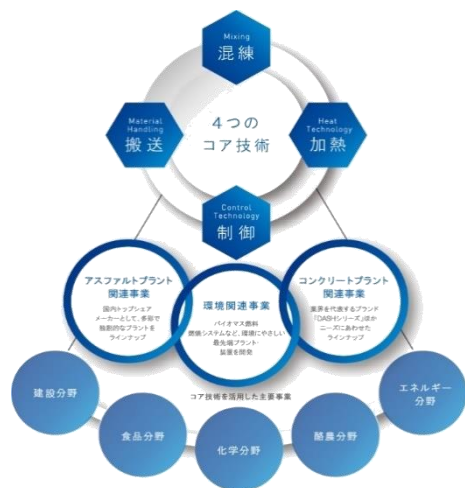 Mixing
混練
Material
Handling
搬送
4つの
コア技術
Heat
Technology
加熱
Control
Technology
制御
アスファルトプラント
関連事業
国内トップシェア
メーカーとして、多彩で
独創的なプラントを
ラインナップ
環境関連事業
バイオマス燃料
燃焼システムなど、環境にやさしい
最先端プラント・
装置を開発
コンクリートプラント
関連事業
業界を代表するブランド
「DASHシリーズ」ほか
ニーズにあわせた
ラインナップ
コア技術を活用した主要事業
建設分野
食品分野
化学分野
酪農分野
エネルギー
分野